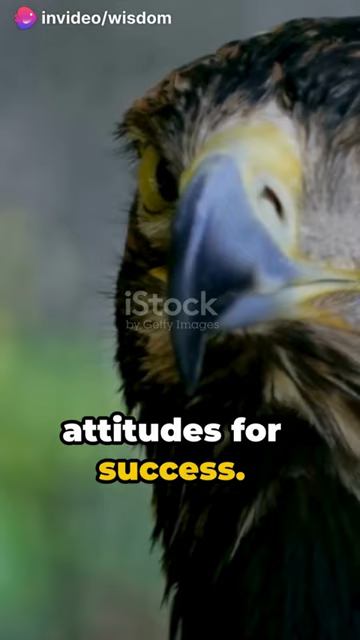 invideo/wisdom
iStock
by Getty Images
attitudes for
success.